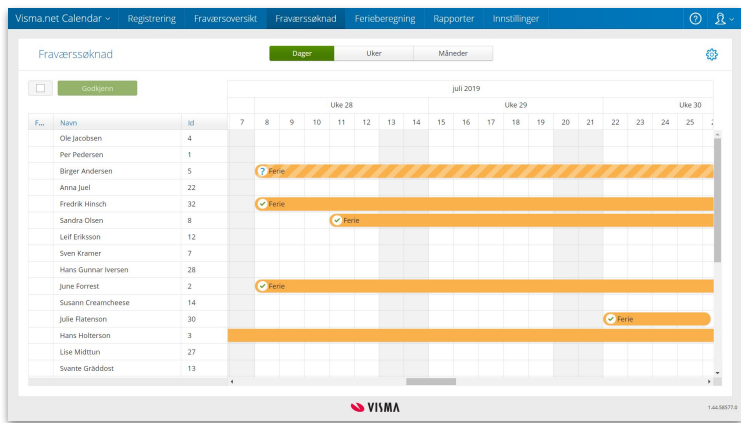 Visma.net Calendar Registrering Fraværsoversikt Fraværssøknad Ferieberegning Rapporter Innstillinger ?
Fraværssøknad Dager Uker Måneder
Godkjenn juli 2019
Uke 28 Uke 29 Uke 30
F... Navn Id 7 8 9 10 11 12 13 14 15 16 17 18 19 20 21 22 23 24 25
Ole Jacobsen 4
Per Pedersen 1
Birger Andersen 5 ? Ferie
Anna Juel 22
Fredrik Hinsch 32 Ferie
Sandra Olsen 8 Ferie
Leif Eriksson 12
Sven Kramer 7
Hans Gunnar Iversen 28
June Forrest 2 Ferie
Susann Creamcheese 14
Julie Flatenson 30 Ferie
Hans Holterson 3
Lise Midttun 27
Svante Gräddost 13
VISMA 1.44.58577.0